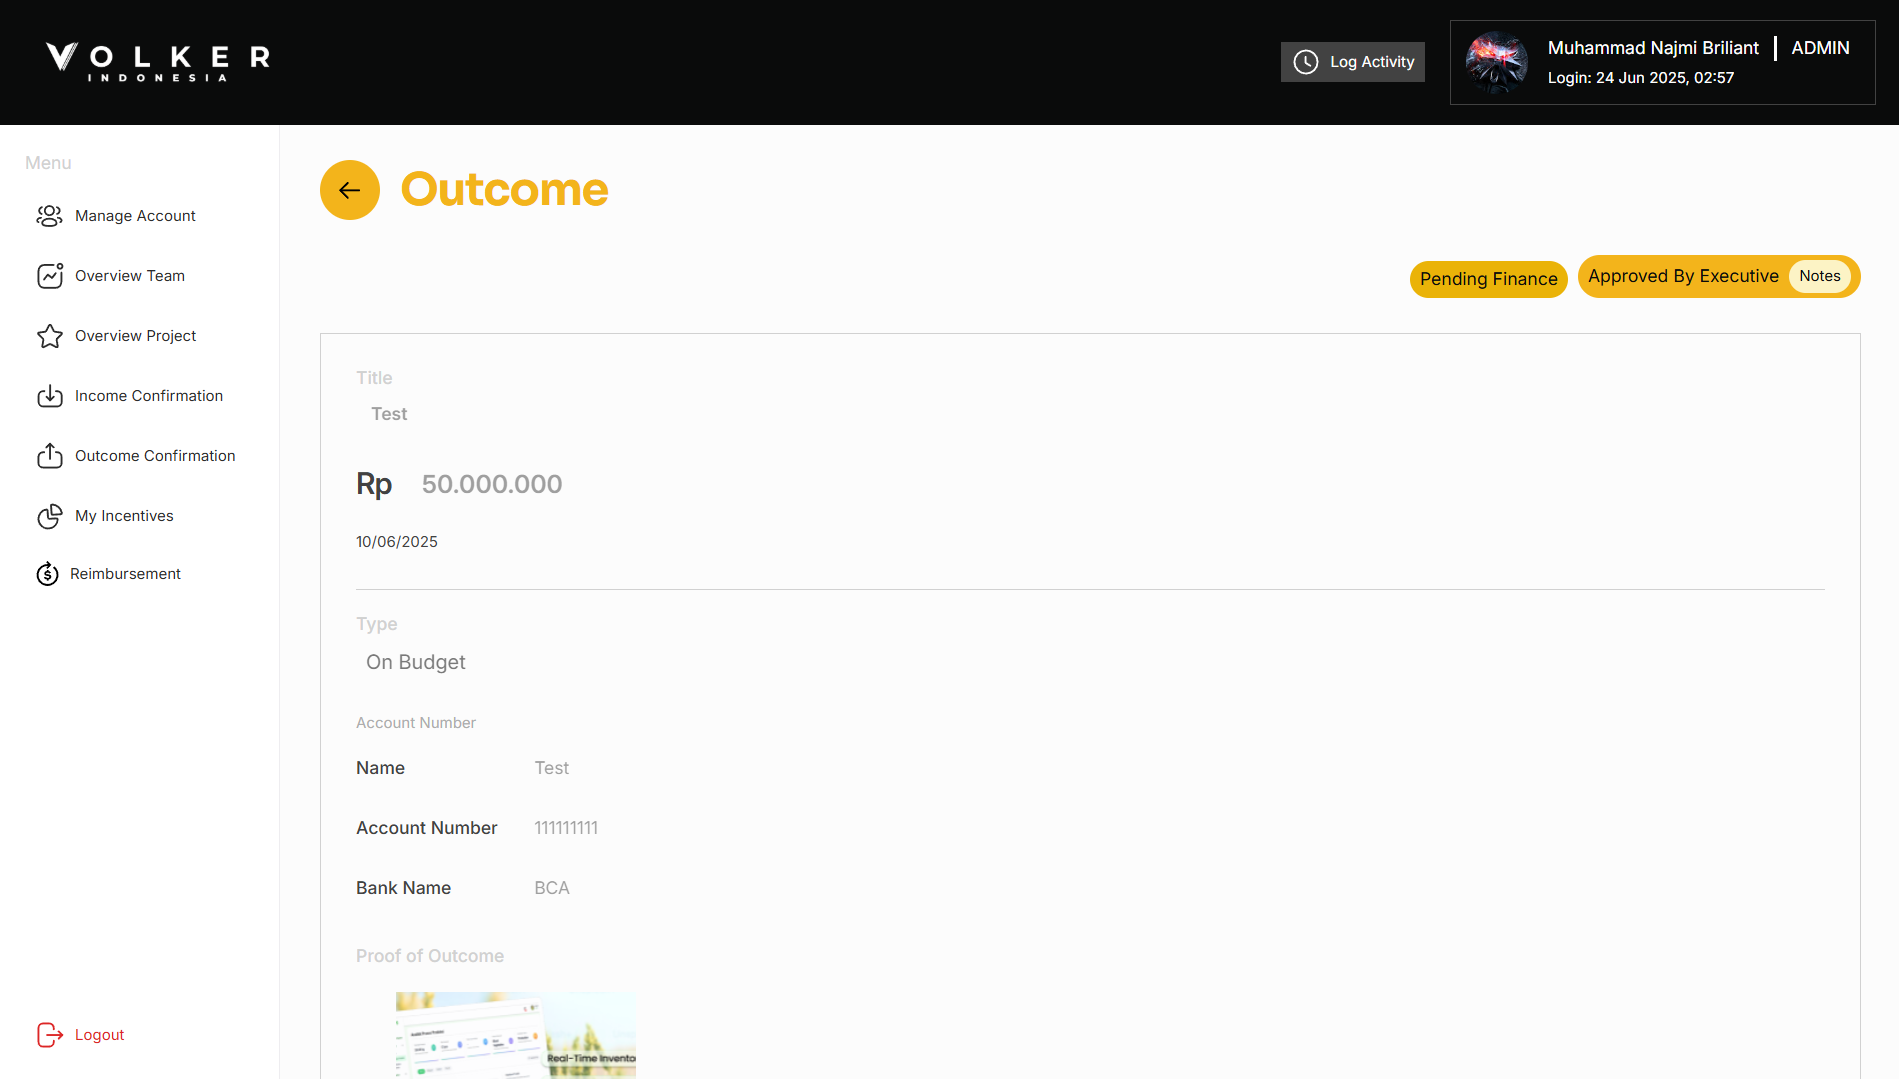 VOLKER
INDONESIA
Log Activity
Muhammad Najmi Briliant | ADMIN
Login: 24 Jun 2025, 02:57
Menu
Manage Account
Overview Team
Overview Project
Income Confirmation
Outcome Confirmation
My Incentives
Reimbursement
Logout
Outcome
Pending Finance
Approved By Executive Notes
Title
Test
Rp 50.000.000
10/06/2025
Type
On Budget
Account Number
Name Test
Account Number 111111111
Bank Name BCA
Proof of Outcome
Real-Time Invento